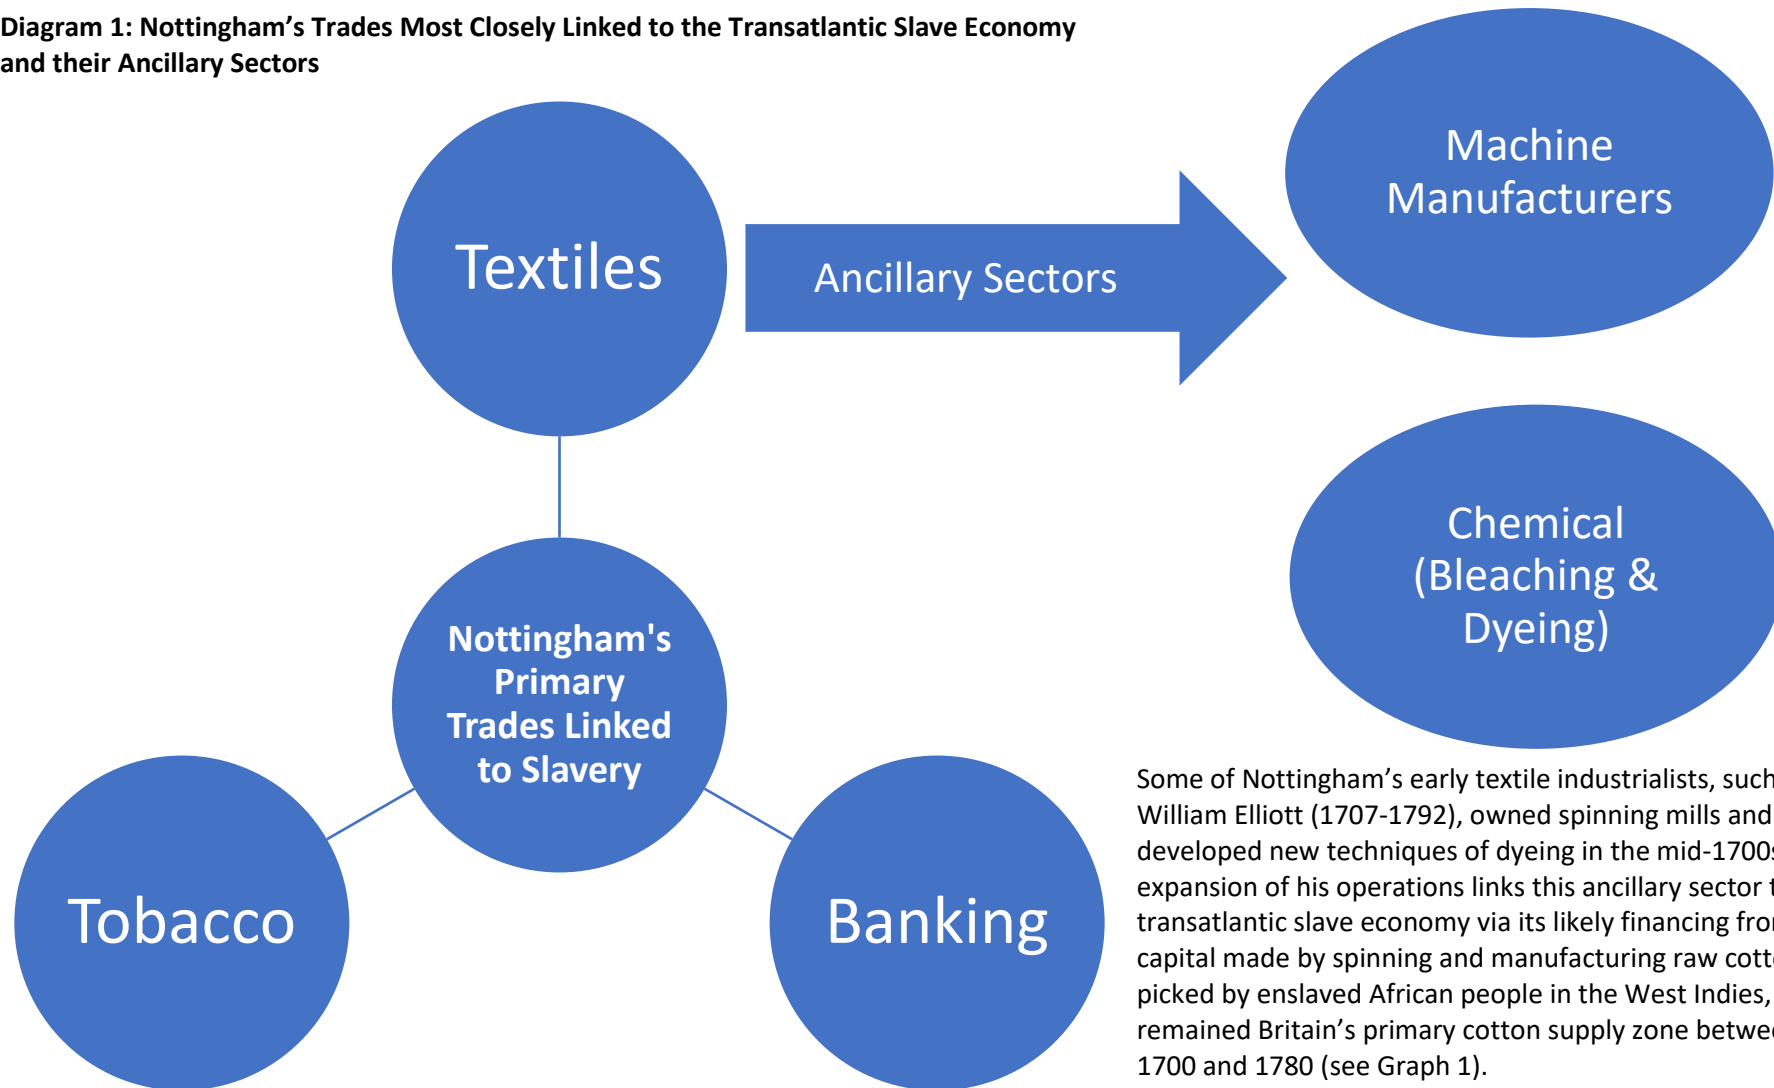 Diagram 1: Nottingham’s Trades Most Closely Linked to the Transatlantic Slave Economy
and their Ancillary Sectors
Textiles
Ancillary Sectors
Machine
Manufacturers
Chemical
(Bleaching &
Dyeing)
Nottingham's
Primary
Trades Linked
to Slavery
Tobacco
Banking
Some of Nottingham’s early textile industrialists, such
William Elliott (1707-1792), owned spinning mills and
developed new techniques of dyeing in the mid-1700s
expansion of his operations links this ancillary sector
transatlantic slave economy via its likely financing
capital made by spinning and manufacturing raw
picked by enslaved African people in the West Indies,
remained Britain’s primary cotton supply zone
1700 and 1780 (see Graph 1).